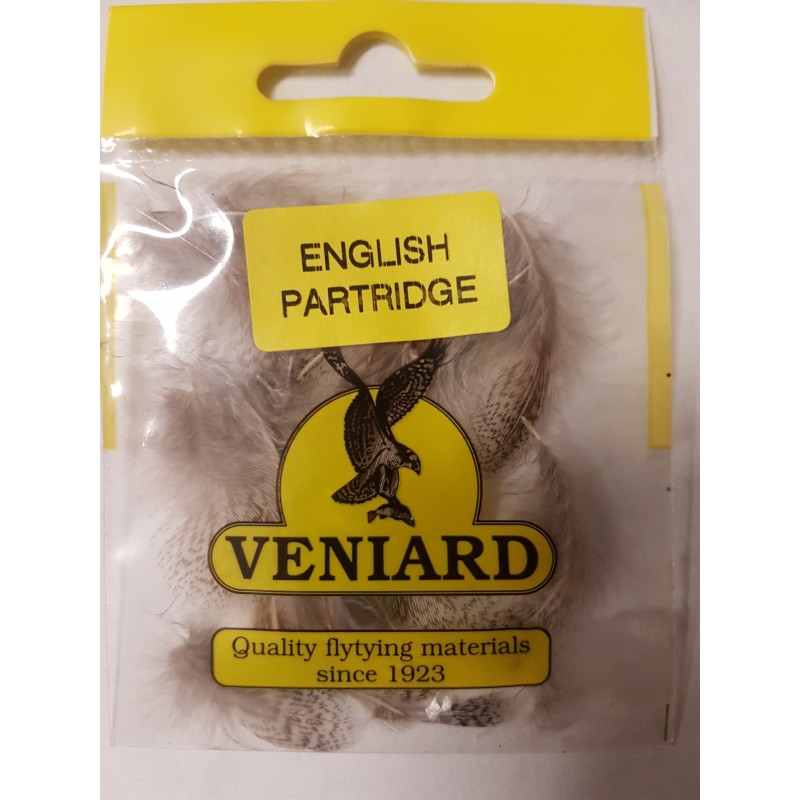 ENGLISH
PARTRIDGE
VENIARD
Quality flytying materials
since 1923